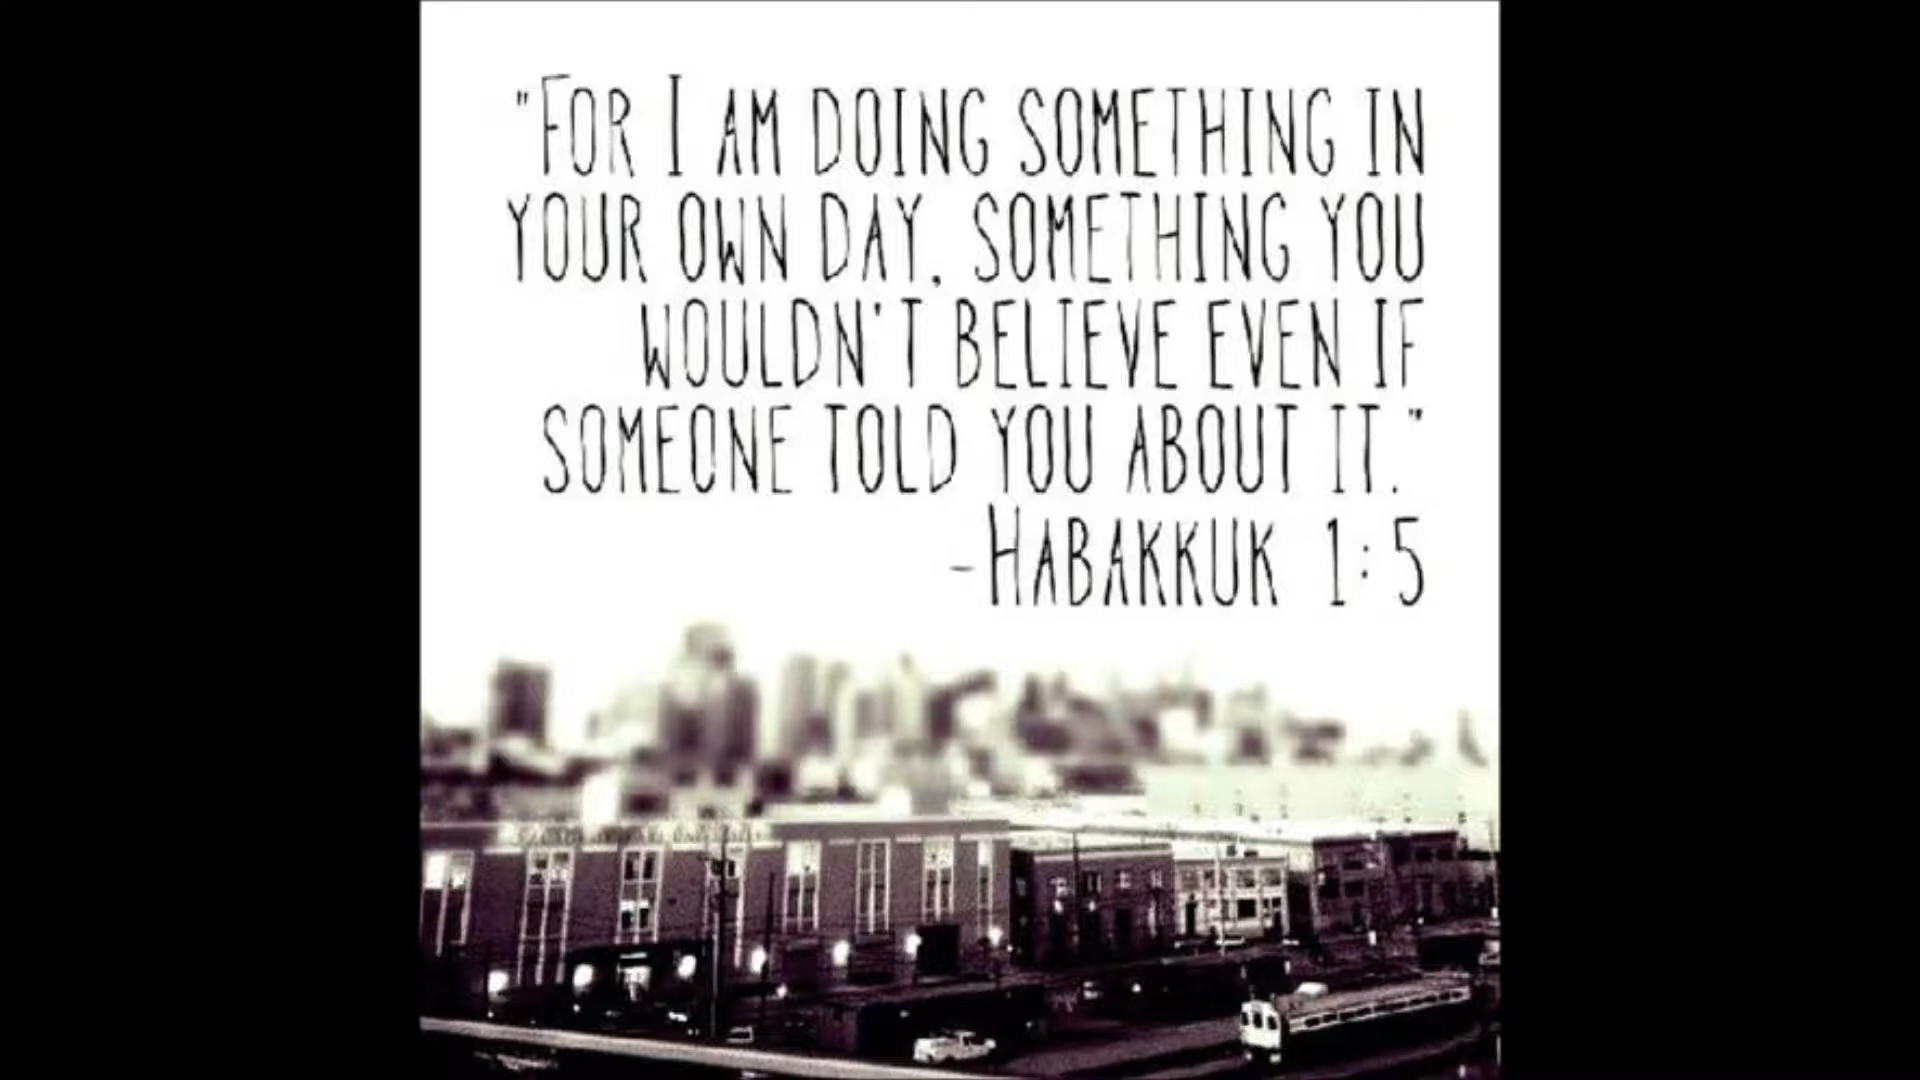 "FOR I AM DOING SOMETHING IN
YOUR OWN DAY, SOMETHING YOU
WOULDN'T BELIEVE EVEN IF
SOMEONE TOLD YOU ABOUT IT."
-HABAKKUK 1:5